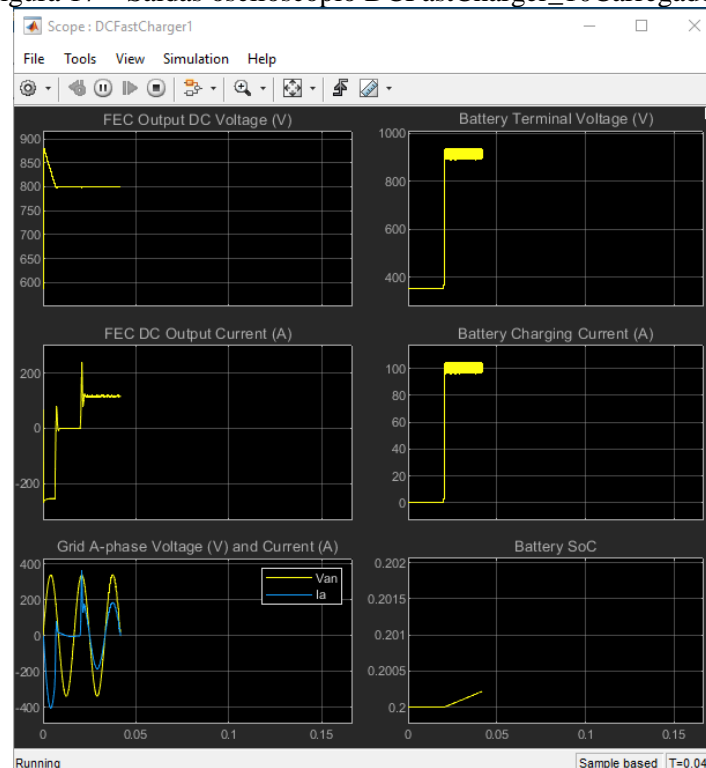 Scope : DCFastCharger1
File Tools View Simulation Help
FEC Output DC Voltage (V)
900
850
800
750
700
650
600
Battery Terminal Voltage (V)
1000
800
600
400
FEC DC Output Current (A)
200
0
-200
Battery Charging Current (A)
100
80
60
40
20
0
Grid A-phase Voltage (V) and Current (A)
400
200
0
-200
-400
Van
Ia
0 0.05 0.1 0.15
Battery SoC
0.202
0.2015
0.201
0.2005
0.2
0 0.05 0.1 0.15
Running
Sample based T=0.04